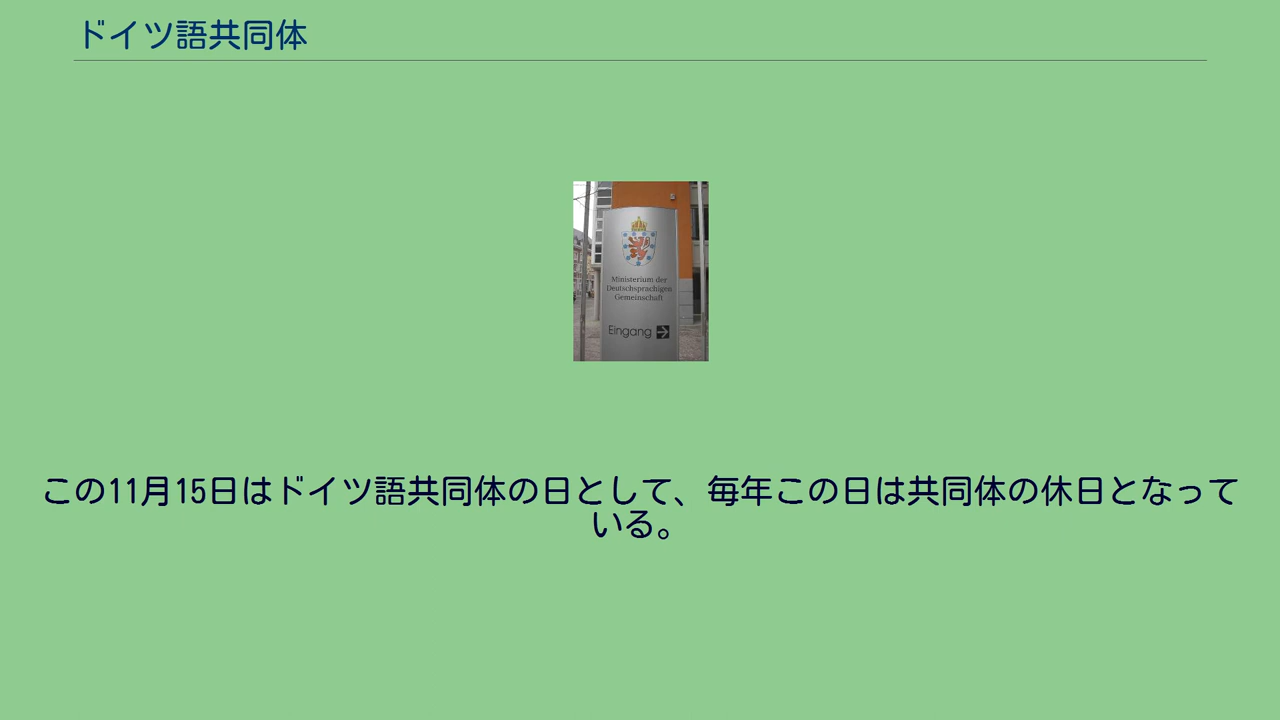 ドイツ語共同体
Ministerium der
Deutschsprachigen
Gemeinschaft
Eingang
この11月15日はドイツ語共同体の日として、毎年この日は共同体の休日となって
いる。